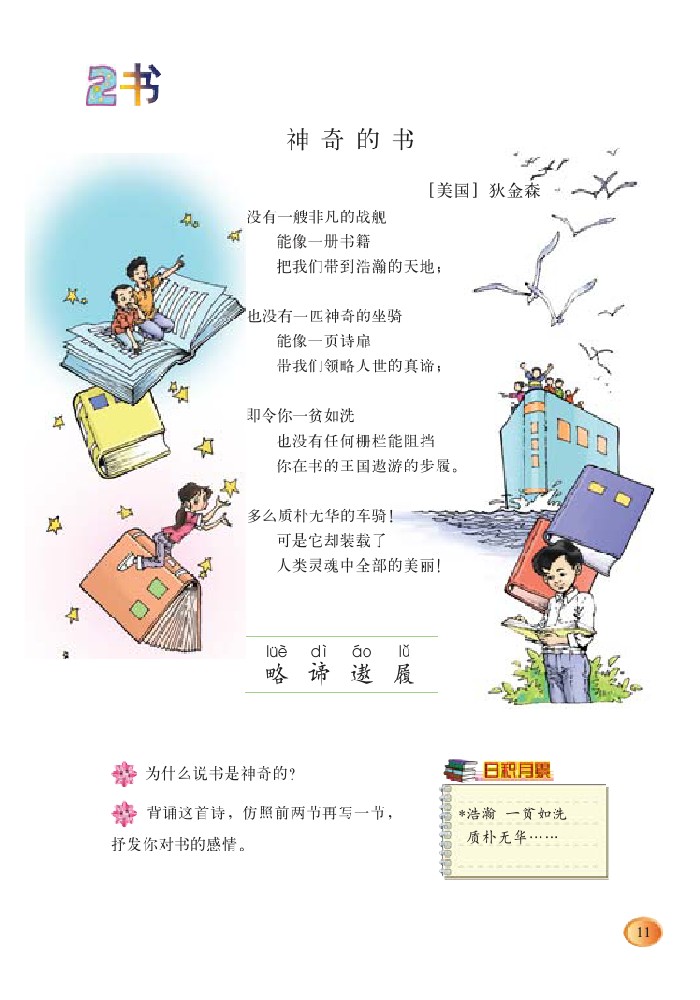 2书
神奇的书
[美国] 狄金森
没有一艘非凡的战舰
能像一册书籍
把我们带到浩瀚的天地；
也没有一匹神奇的坐骑
能像一页诗扉
带我们领略人世的真谛；
即令你一贫如洗
也没有任何栅栏能阻挡
你在书的王国遨游的步履。
多么质朴无华的车骑！
可是它却装载了
人类灵魂中全部的美丽！
lüè dì áo lǚ
略 谛 遨 履
为什么说书是神奇的？
背诵这首诗，仿照前两节再写一节，
抒发你对书的感情。
日积月累
*浩瀚 一贫如洗
质朴无华……
11